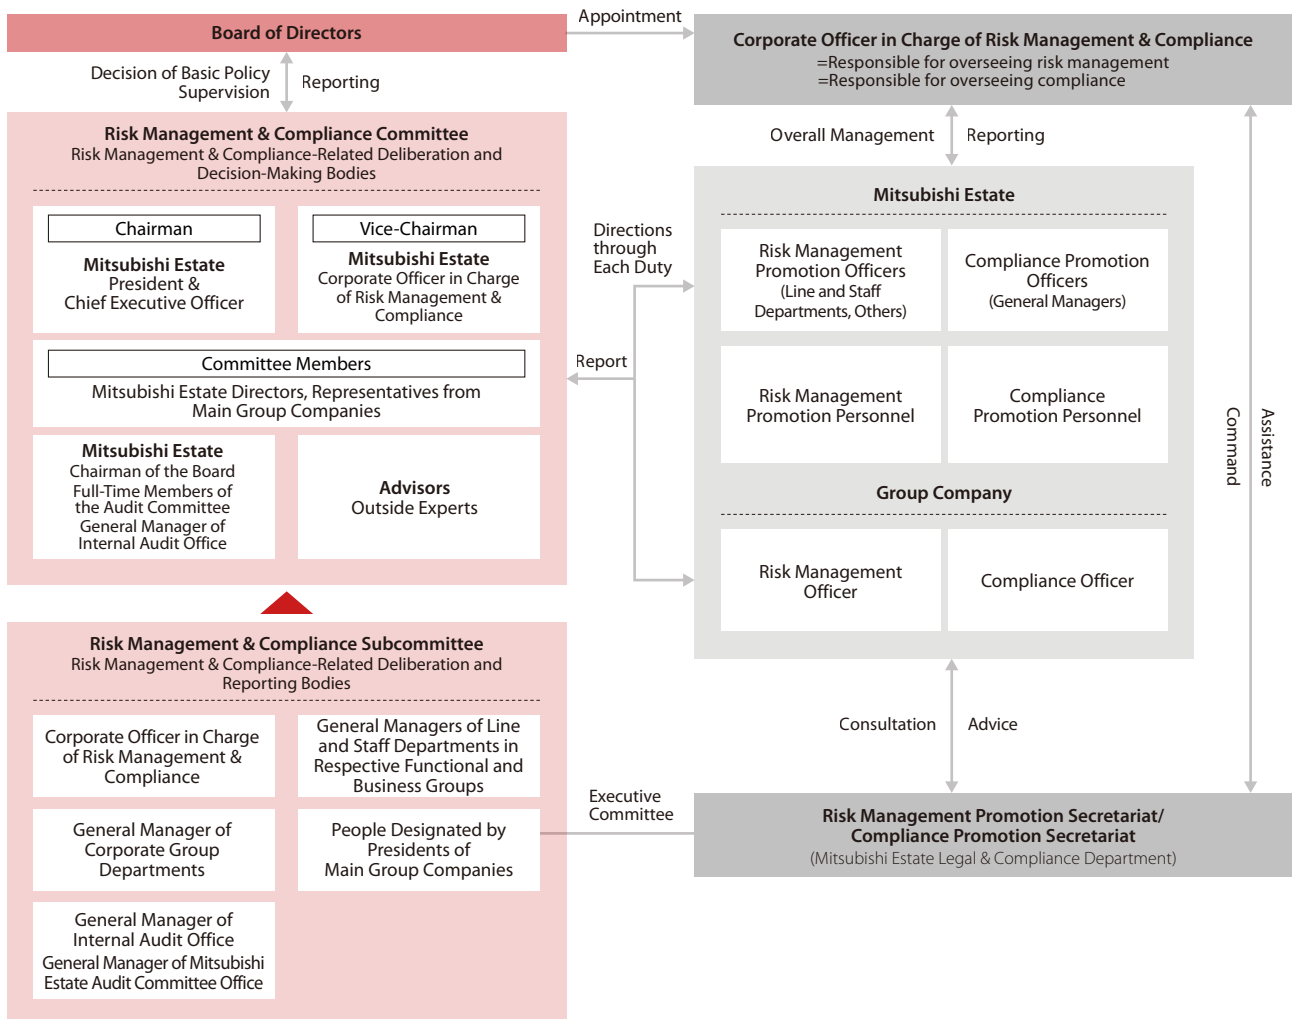 Board of Directors
Appointment
Corporate Officer in Charge of Risk Management & Compliance
=Responsible for overseeing risk management
=Responsible for overseeing compliance
Decision of Basic Policy
Supervision
Reporting
Risk Management & Compliance Committee
Risk Management & Compliance-Related Deliberation and
Decision-Making Bodies
Chairman
Mitsubishi Estate
President &
Chief Executive Officer
Vice-Chairman
Mitsubishi Estate
Corporate Officer in Charge
of Risk Management &
Compliance
Committee Members
Mitsubishi Estate Directors, Representatives from
Main Group Companies
Mitsubishi Estate
Chairman of the Board
Full-Time Members of
the Audit Committee
General Manager of
Internal Audit Office
Advisors
Outside Experts
Directions
through
Each Duty
Report
Overall Management
Reporting
Mitsubishi Estate
Risk Management
Promotion Officers
(Line and Staff
Departments, Others)
Compliance Promotion
Officers
(General Managers)
Risk Management
Promotion Personnel
Compliance
Promotion Personnel
Group Company
Risk Management
Officer
Compliance Officer
Command
Assistance
Consultation
Advice
Risk Management & Compliance Subcommittee
Risk Management & Compliance-Related Deliberation and
Reporting Bodies
Corporate Officer in Charge
of Risk Management &
Compliance
General Managers of Line
and Staff Departments in
Respective Functional and
Business Groups
General Manager of
Corporate Group
Departments
People Designated by
Presidents of
Main Group Companies
General Manager of
Internal Audit Office
General Manager of Mitsubishi
Estate Audit Committee Office
Executive
Committee
Risk Management Promotion Secretariat/
Compliance Promotion Secretariat
(Mitsubishi Estate Legal & Compliance Department)